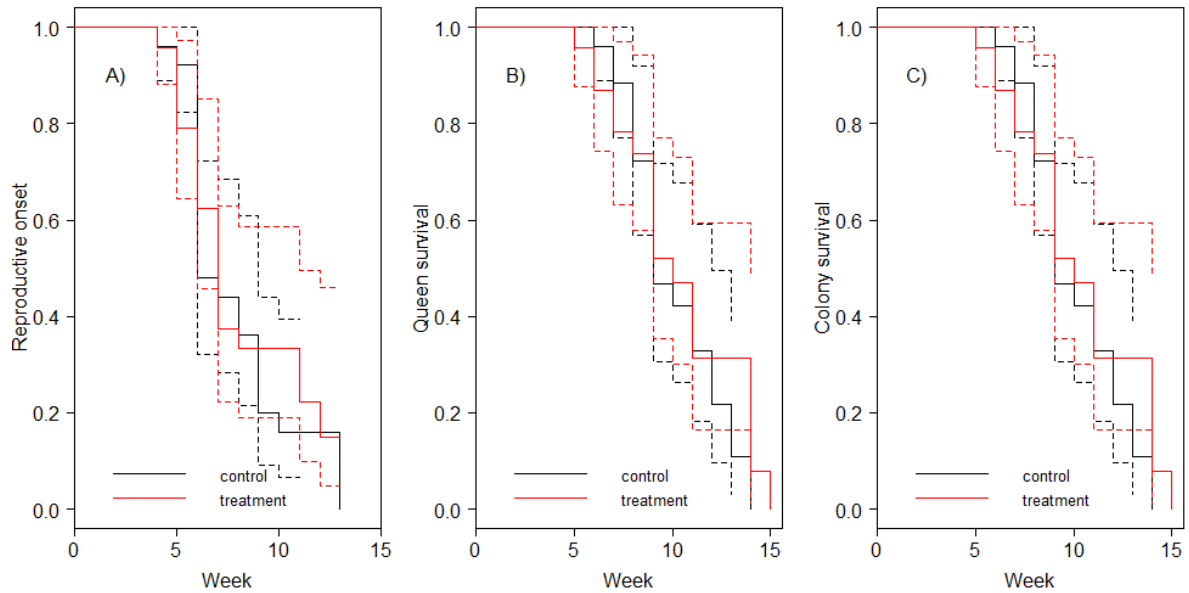 A)
Reproductive onset
1.0
0.8
0.6
0.4
0.2
0.0
control
treatment
0 5 10 15
Week
B)
Queen survival
1.0
0.8
0.6
0.4
0.2
0.0
control
treatment
0 5 10 15
Week
C)
Colony survival
1.0
0.8
0.6
0.4
0.2
0.0
control
treatment
0 5 10 15
Week